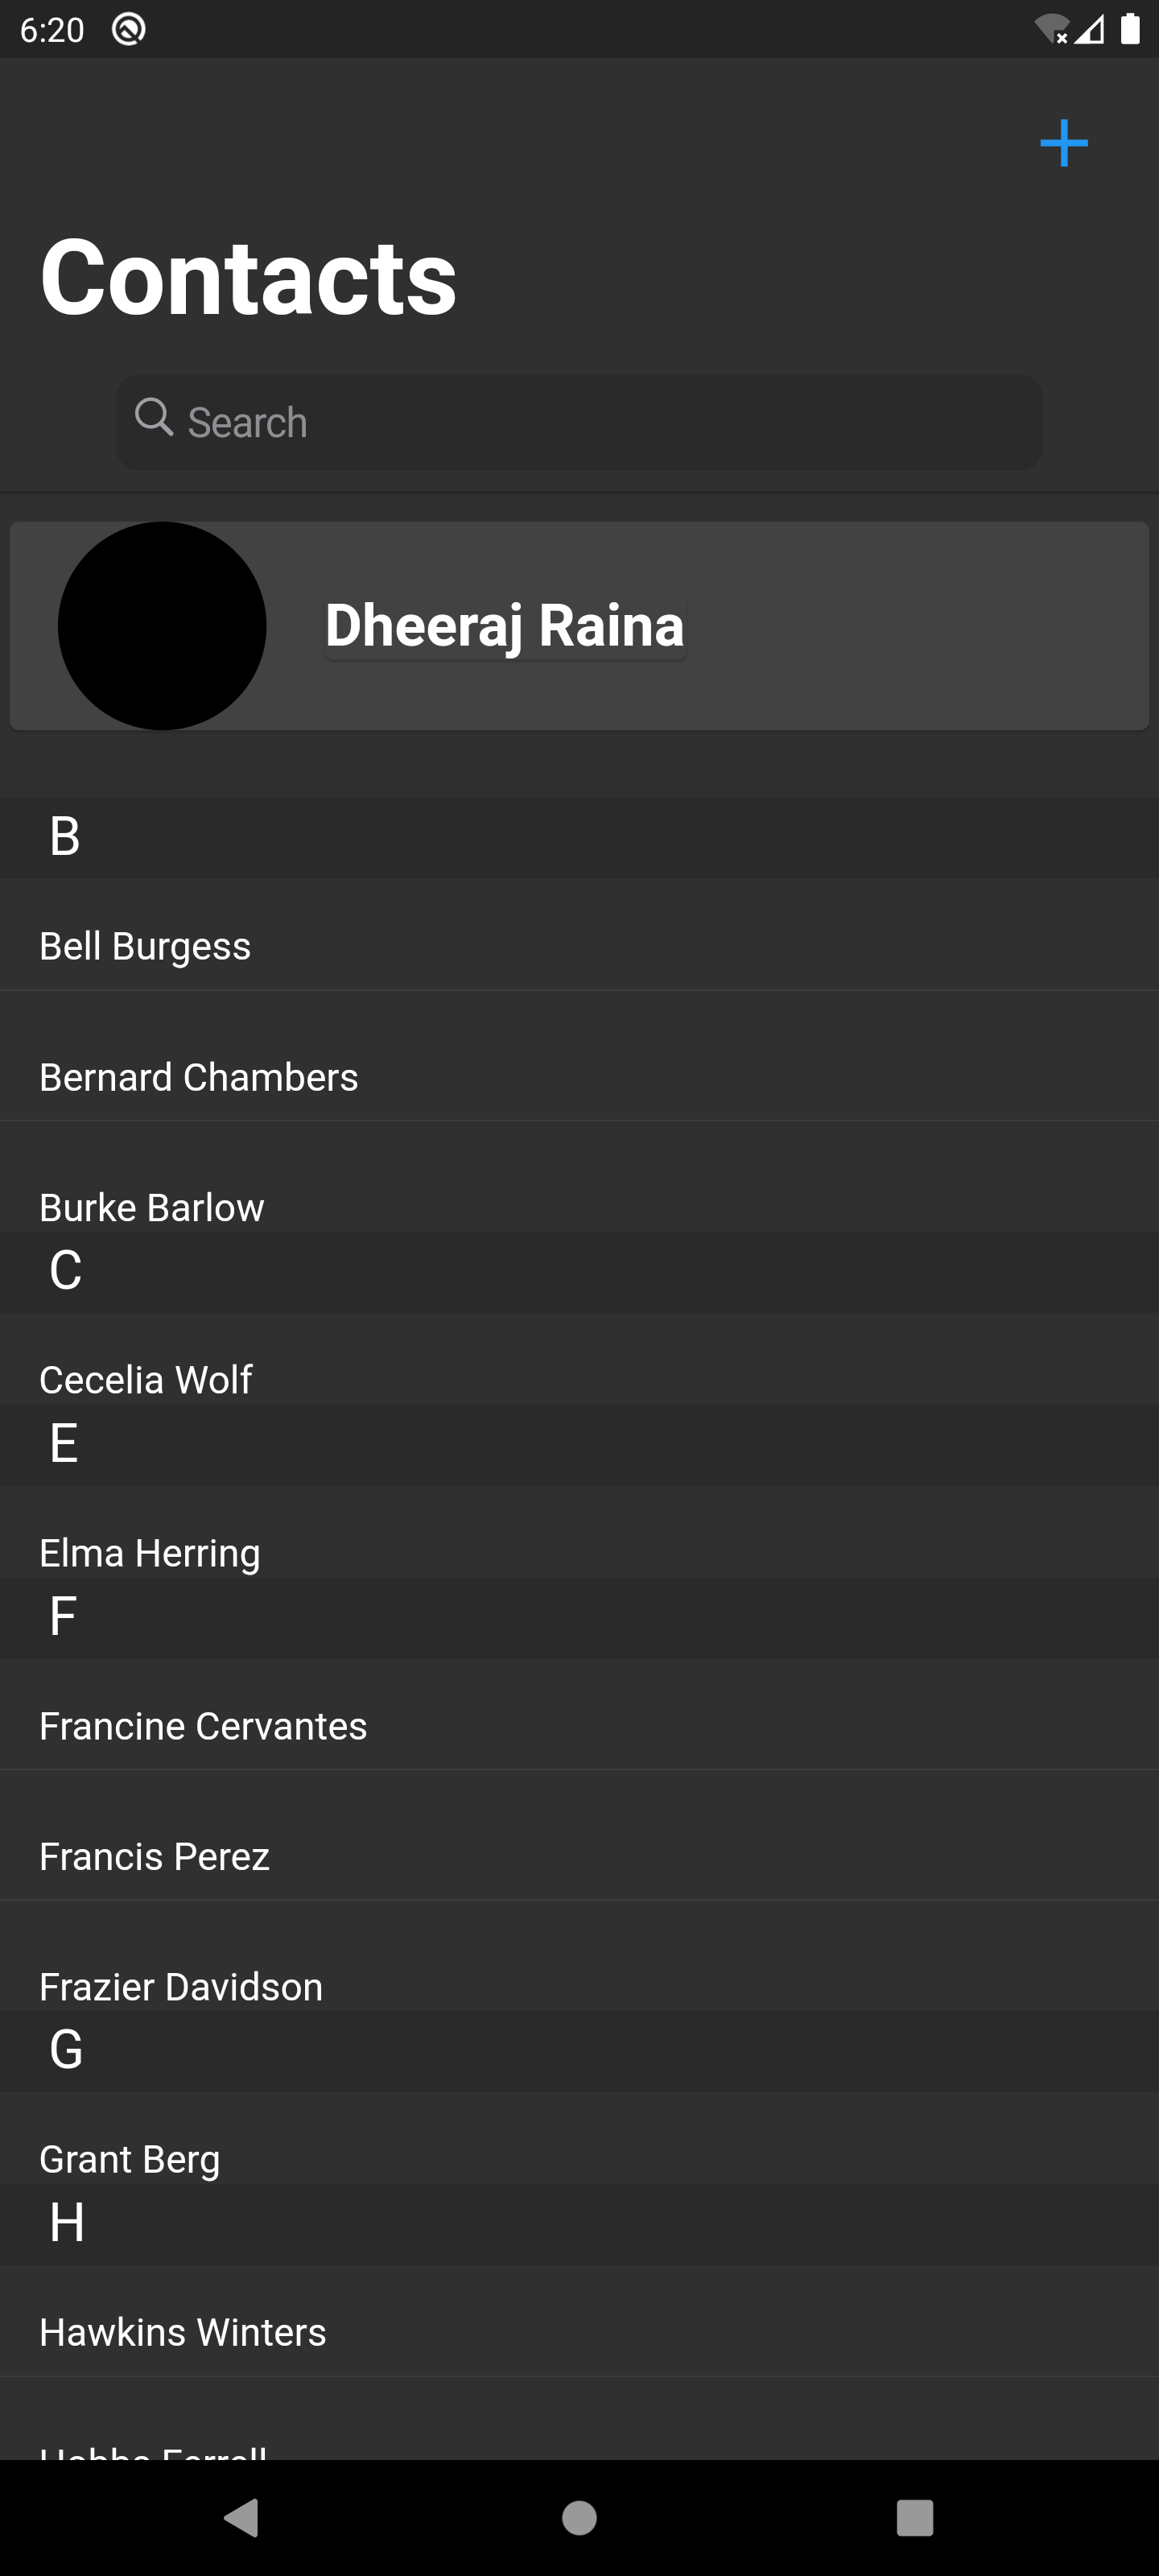 6:20
Contacts
Search
Dheeraj Raina
B
Bell Burgess
Bernard Chambers
Burke Barlow
C
Cecelia Wolf
E
Elma Herring
F
Francine Cervantes
Francis Perez
Frazier Davidson
G
Grant Berg
H
Hawkins Winters